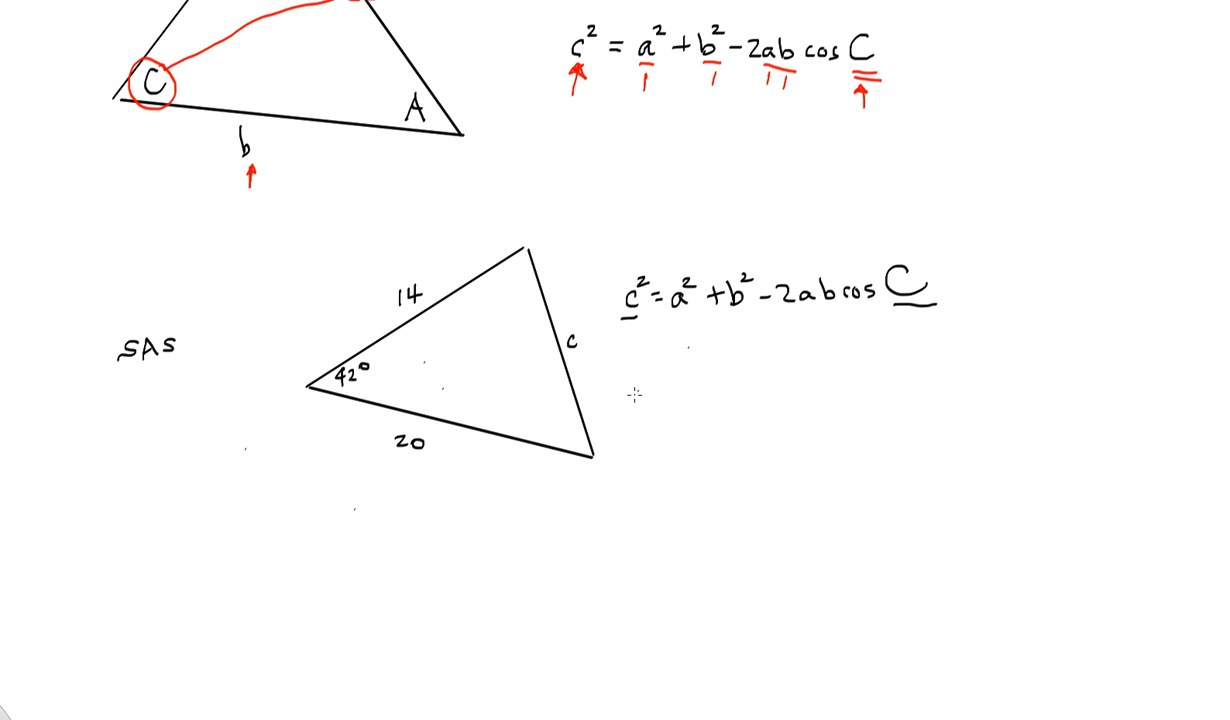 c² = a² + b² - 2ab cos C
C
A
b
14
c² = a² + b² - 2ab cos C
c
SAS
42°
20